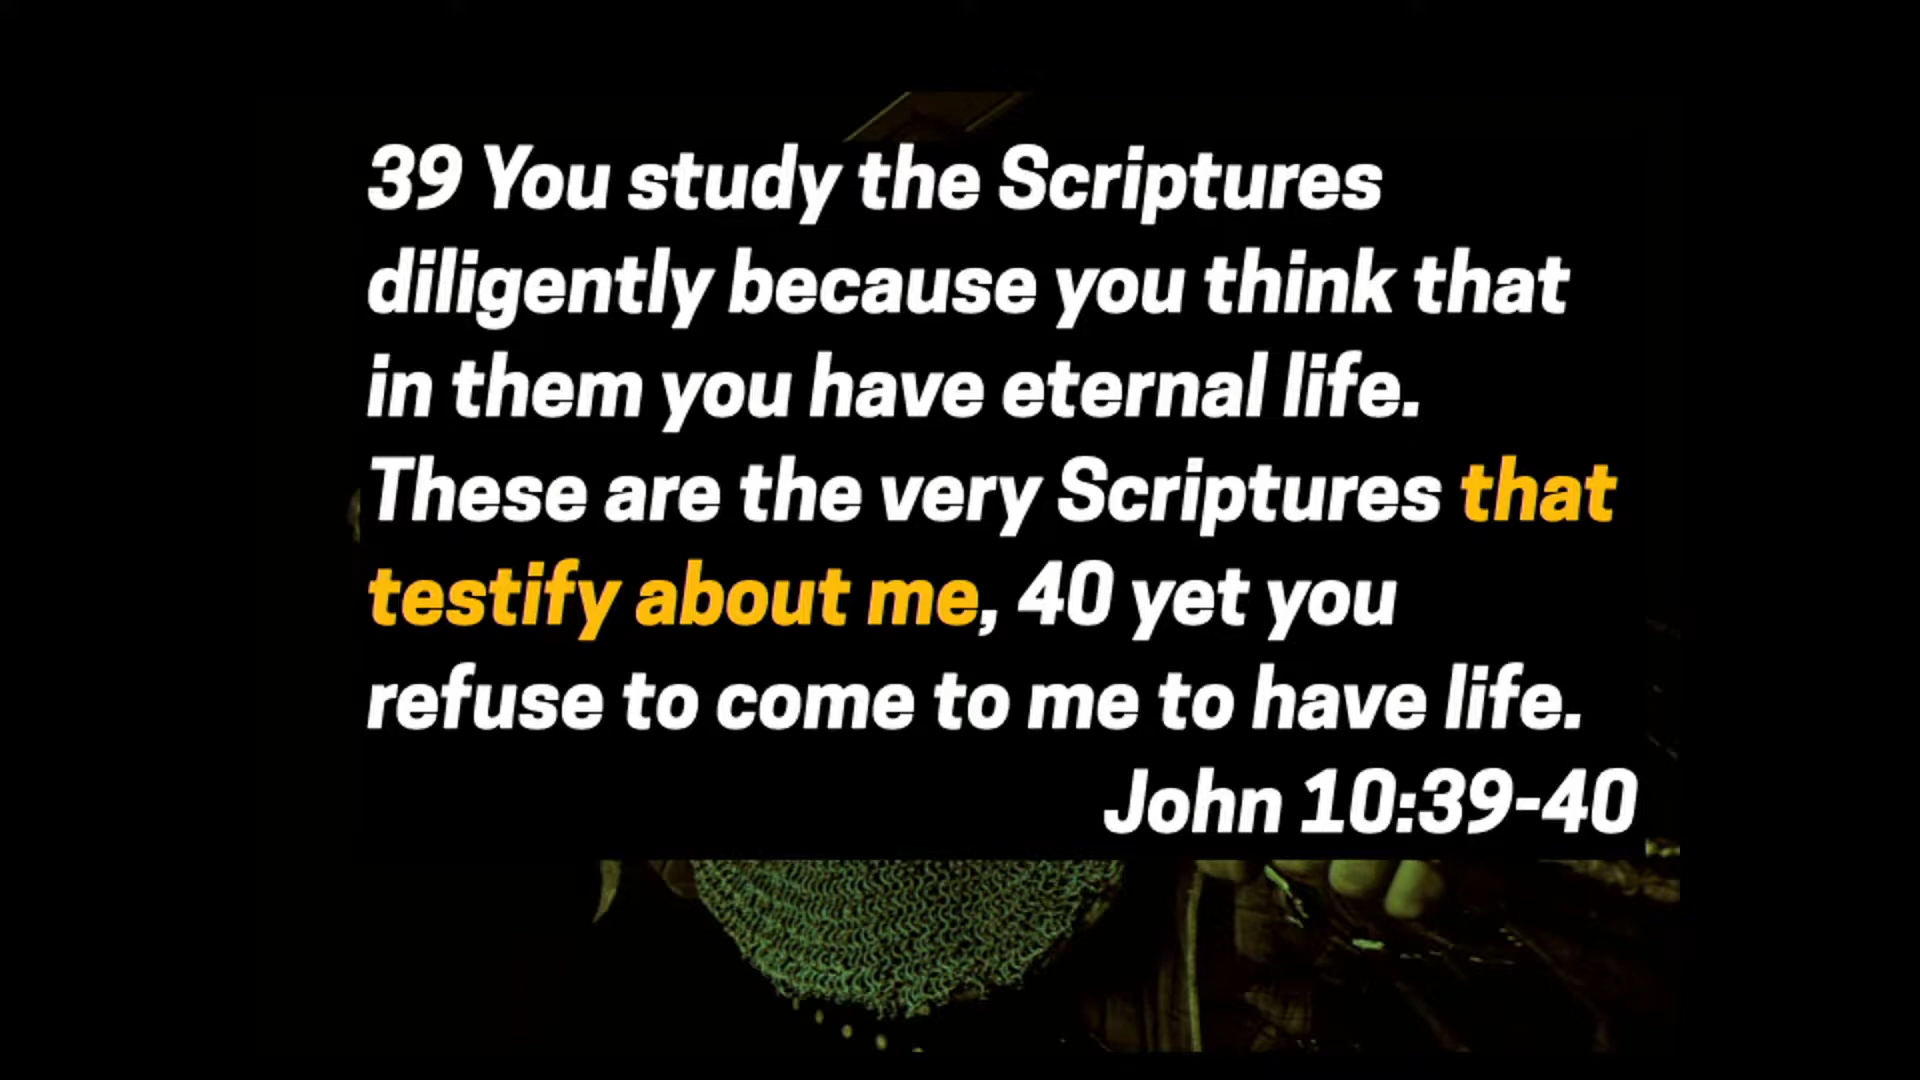 39 You study the Scriptures
diligently because you think that
in them you have eternal life.
These are the very Scriptures that
testify about me, 40 yet you
refuse to come to me to have life.
John 10:39-40